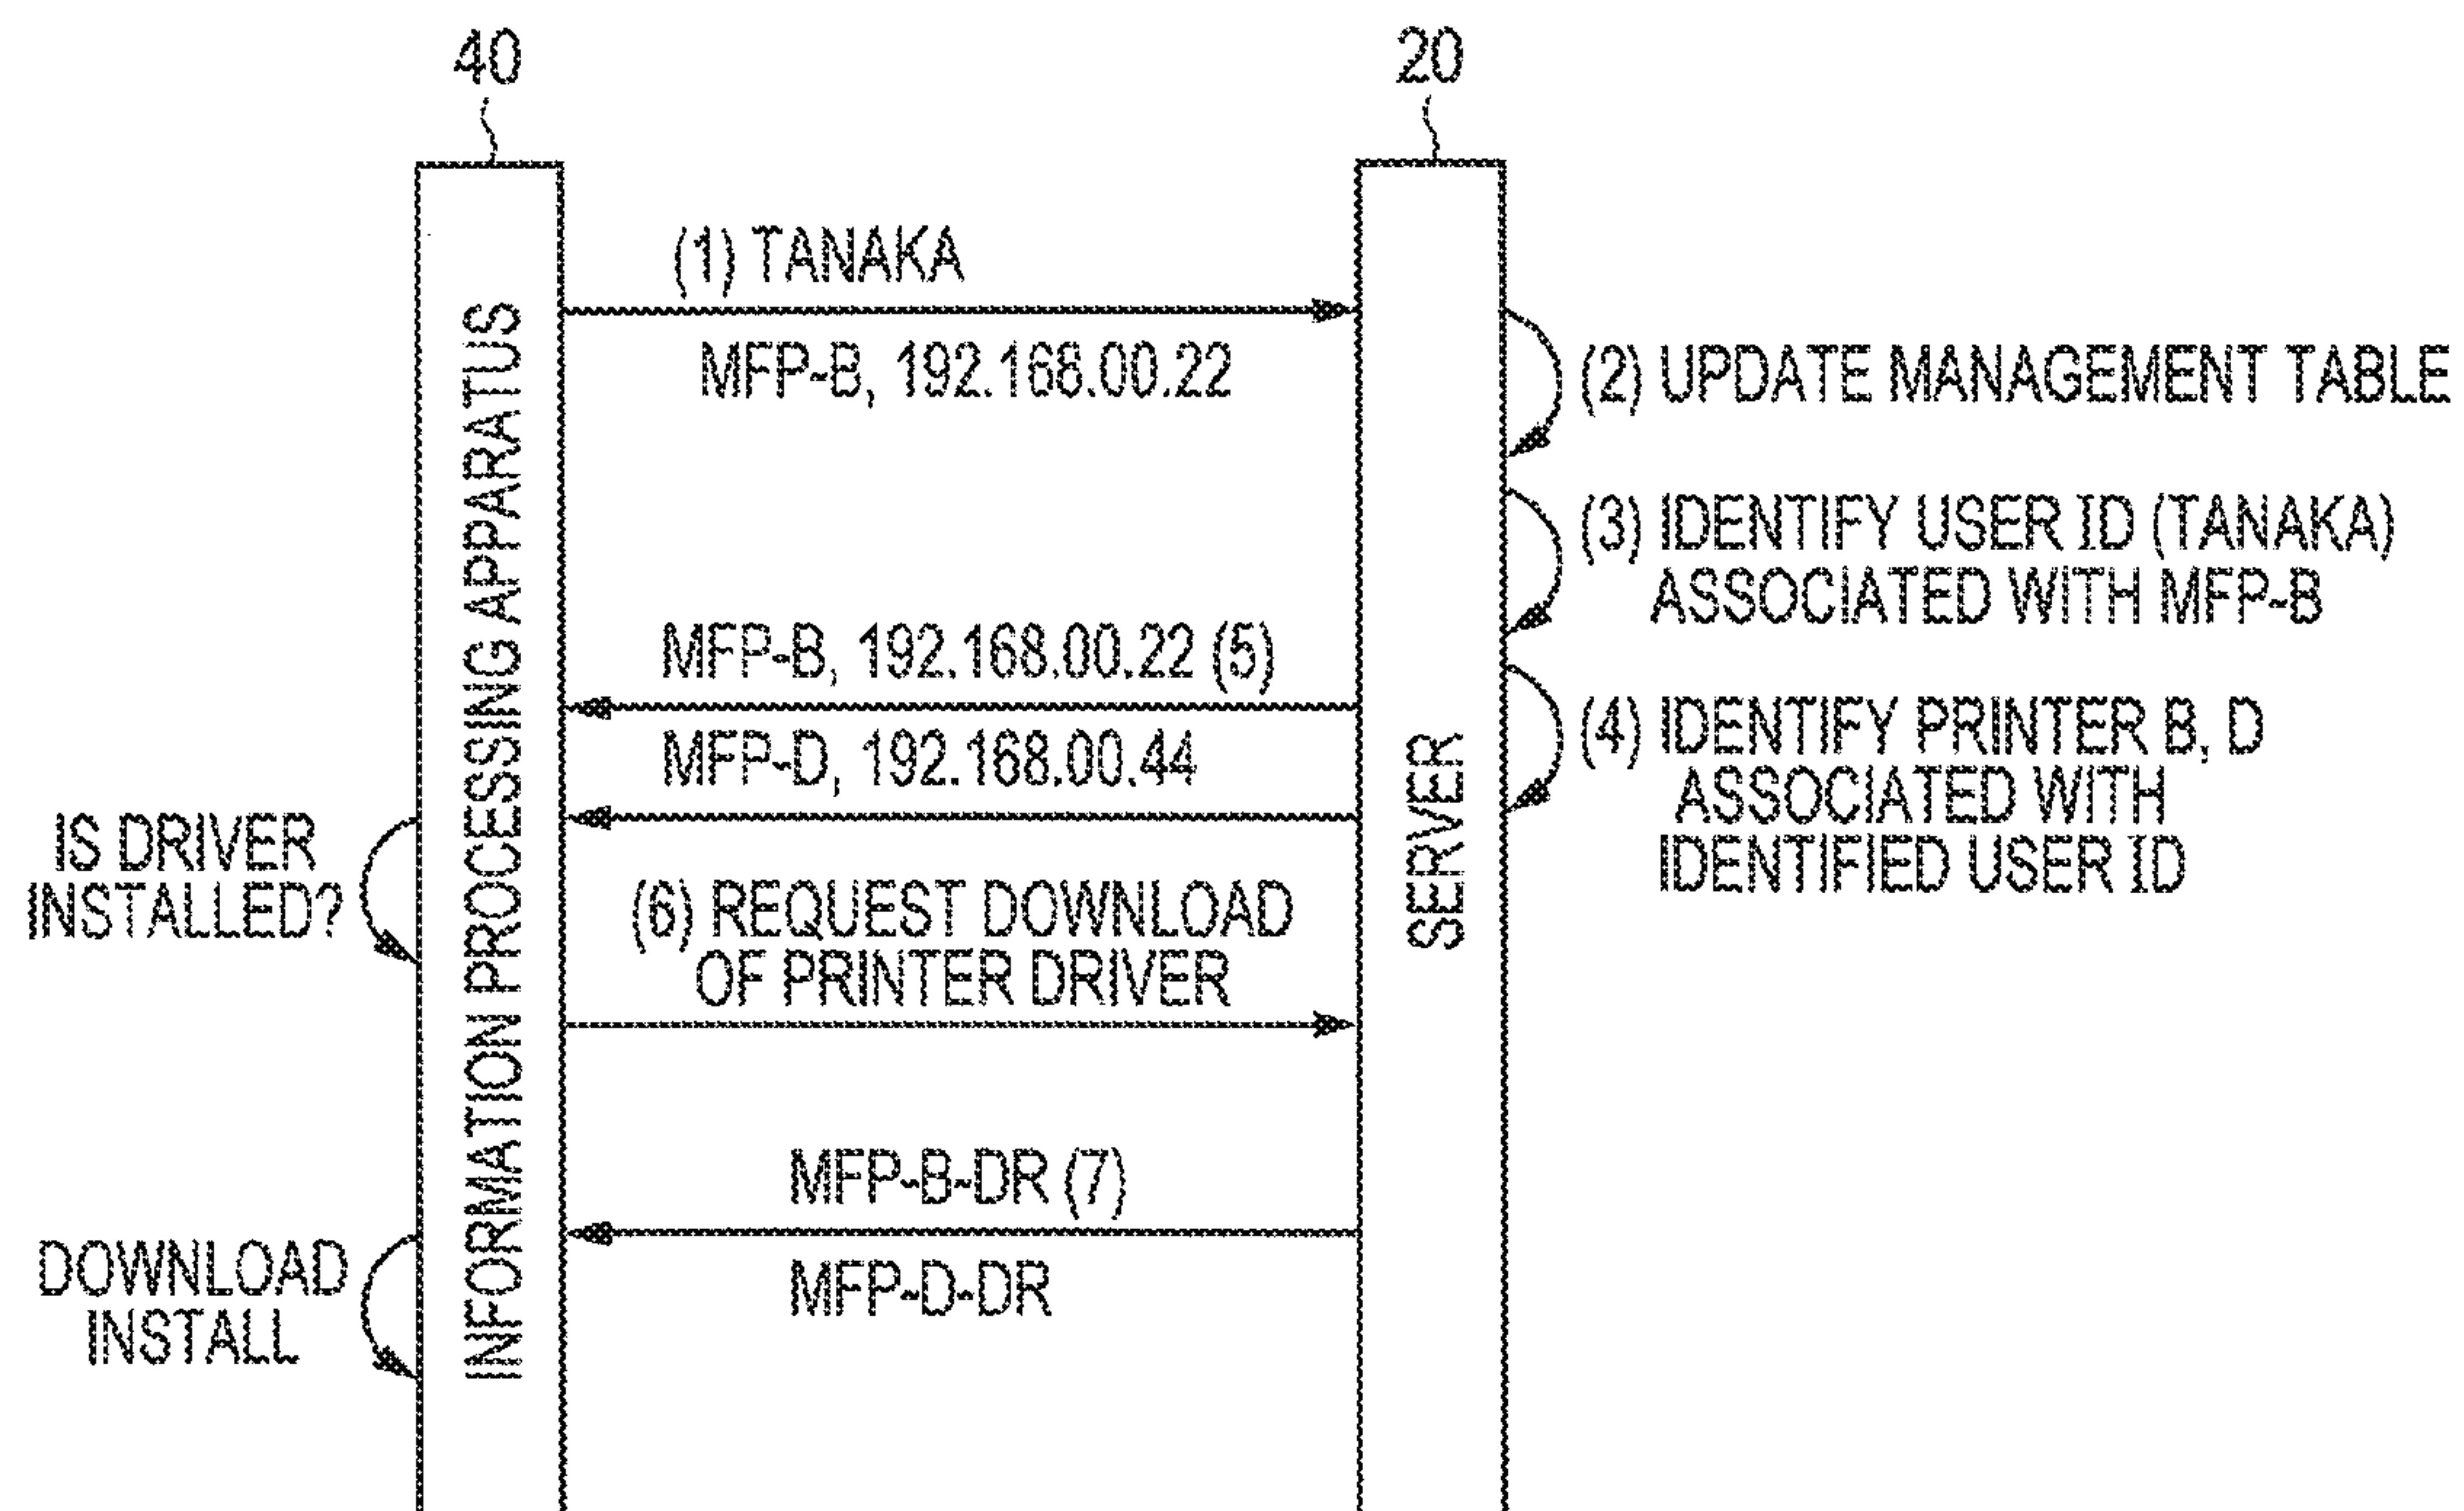 40
20
(1) TANAKA
MFP-B, 192.168.00.22
(2) UPDATE MANAGEMENT TABLE
(3) IDENTIFY USER ID (TANAKA)
ASSOCIATED WITH MFP-B
(4) IDENTIFY PRINTER B, D
ASSOCIATED WITH
IDENTIFIED USER ID
MFP-B, 192.168.00.22 (5)
MFP-D, 192.168.00.44
INFORMATION PROCESSING APPARATUS
SERVER
IS DRIVER
INSTALLED?
(6) REQUEST DOWNLOAD
OF PRINTER DRIVER
MFP-B-DR (7)
MFP-D-DR
DOWNLOAD
INSTALL